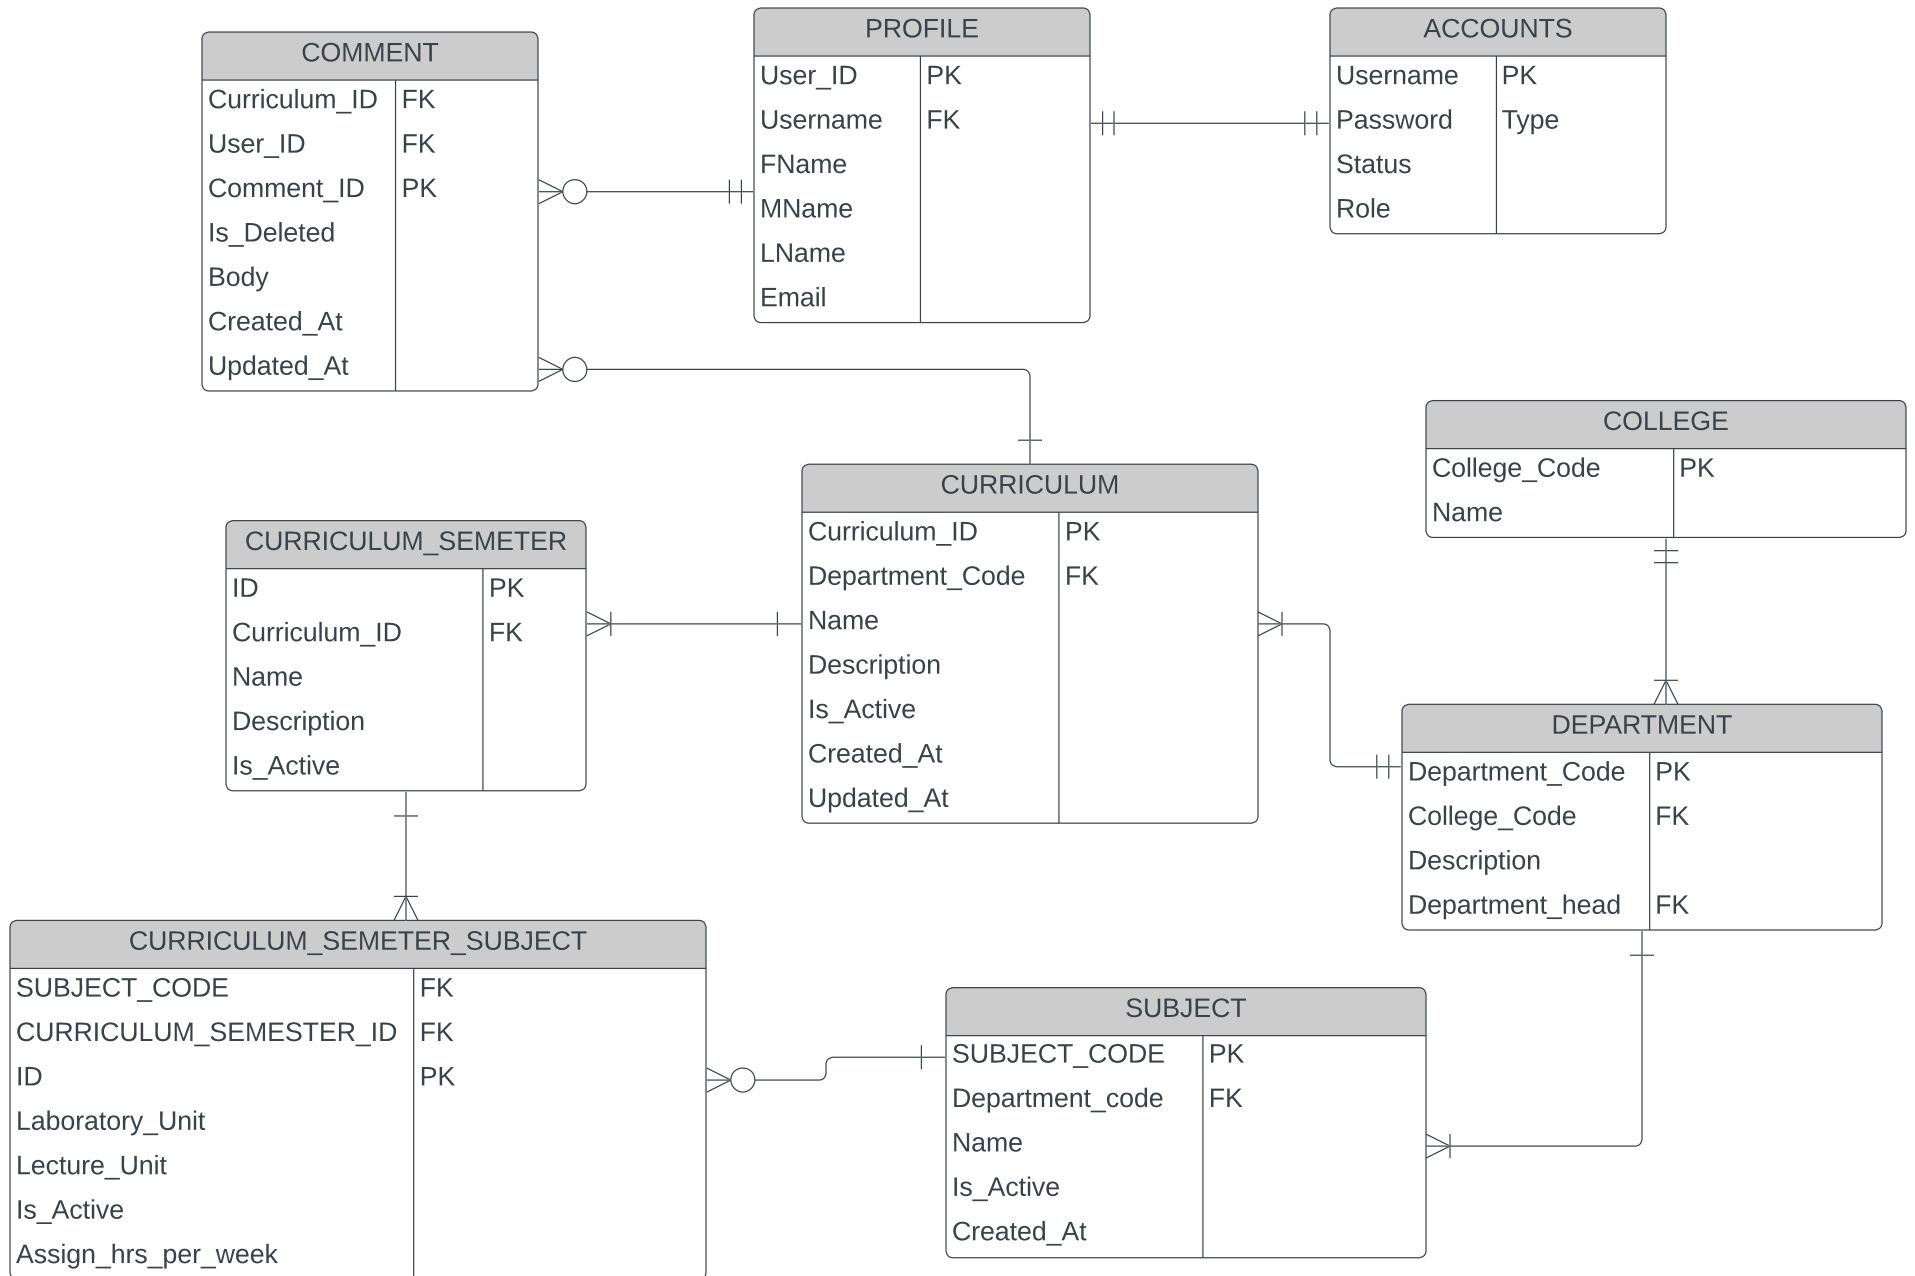 COMMENT
Curriculum_ID FK
User_ID FK
Comment_ID PK
Is_Deleted
Body
Created_At
Updated_At
PROFILE
User_ID PK
Username FK
FName
MName
LName
Email
ACCOUNTS
Username PK
Password Type
Status
Role
COLLEGE
College_Code PK
Name
CURRICULUM
Curriculum_ID PK
Department_Code FK
Name
Description
Is_Active
Created_At
Updated_At
CURRICULUM_SEMETER
ID PK
Curriculum_ID FK
Name
Description
Is_Active
DEPARTMENT
Department_Code PK
College_Code FK
Description
Department_head FK
CURRICULUM_SEMETER_SUBJECT
SUBJECT_CODE FK
CURRICULUM_SEMESTER_ID FK
ID PK
Laboratory_Unit
Lecture_Unit
Is_Active
Assign_hrs_per_week
SUBJECT
SUBJECT_CODE PK
Department_code FK
Name
Is_Active
Created_At